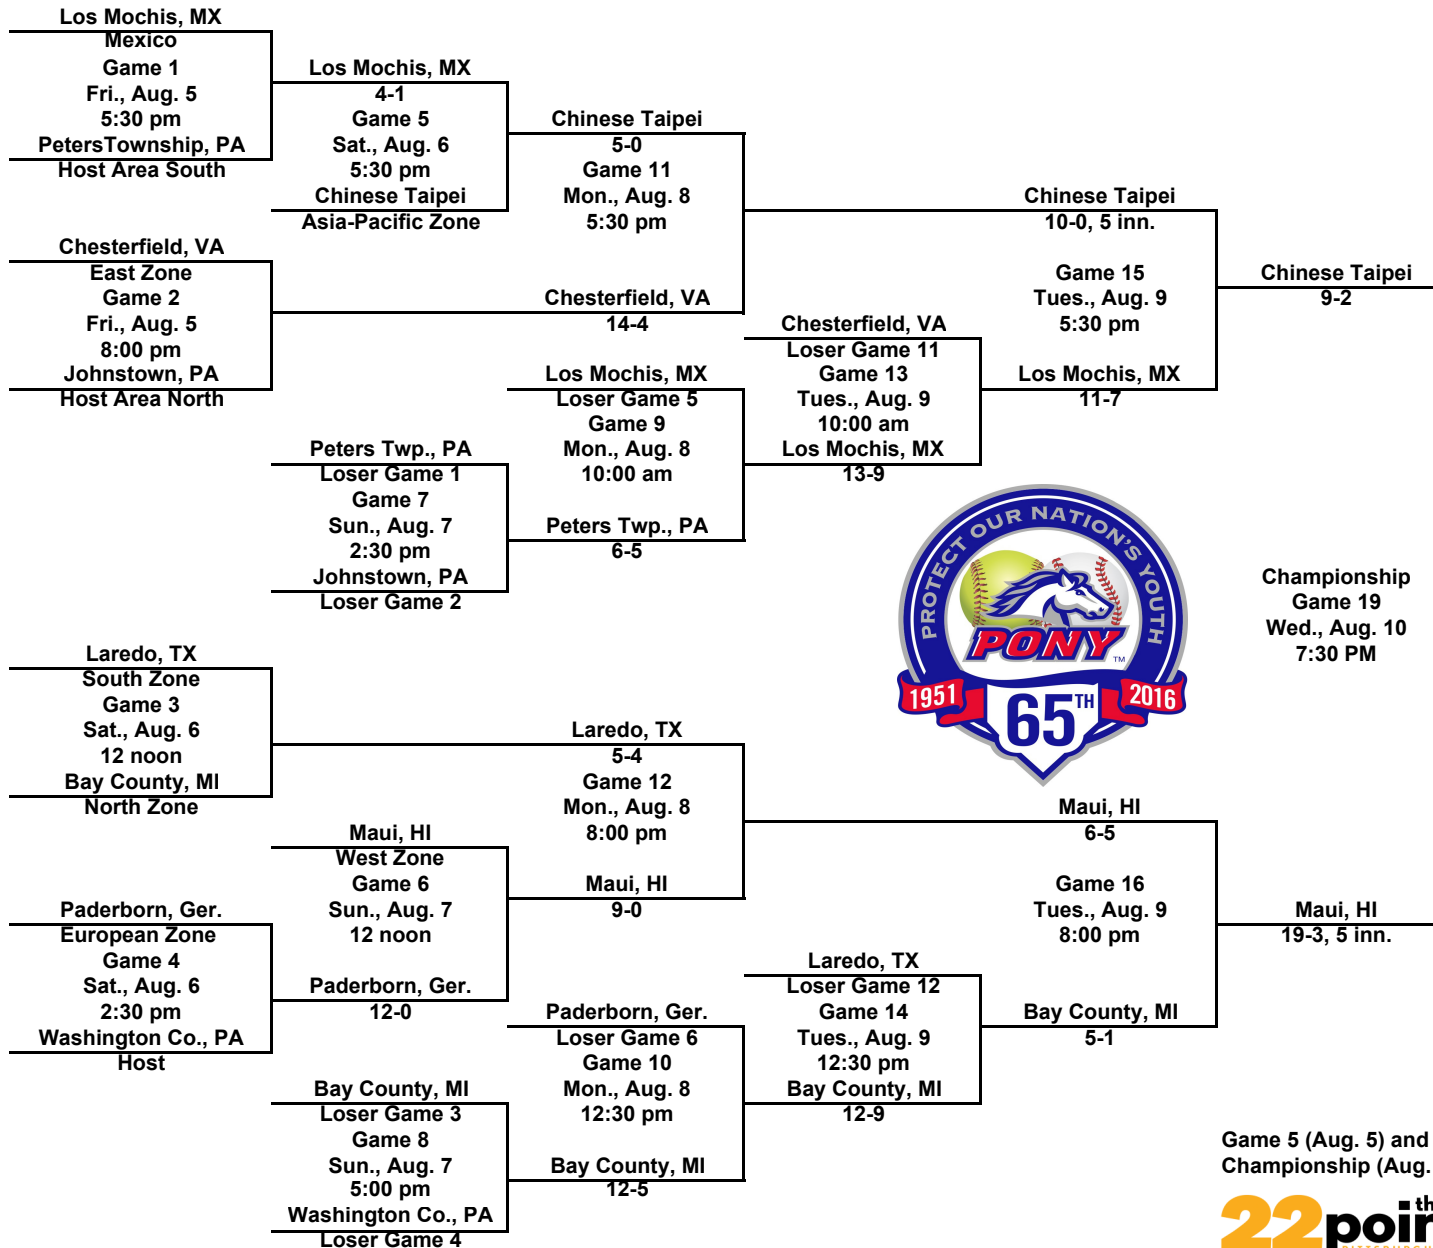 Los Mochis, MX
Mexico
Game 1
Fri., Aug. 5
5:30 pm
PetersTownship, PA
Host Area South
Los Mochis, MX
4-1
Game 5
Sat., Aug. 6
5:30 pm
Chinese Taipei
Asia-Pacific Zone
Chinese Taipei
5-0
Game 11
Mon., Aug. 8
5:30 pm
Chesterfield, VA
East Zone
Game 2
Fri., Aug. 5
8:00 pm
Johnstown, PA
Host Area North
Chesterfield, VA
14-4
Chinese Taipei
10-0, 5 inn.
Game 15
Tues., Aug. 9
5:30 pm
Chinese Taipei
9-2
Chesterfield, VA
Loser Game 11
Game 13
Tues., Aug. 9
10:00 am
Los Mochis, MX
13-9
Los Mochis, MX
11-7
Los Mochis, MX
Loser Game 5
Game 9
Mon., Aug. 8
10:00 am
Peters Twp., PA
6-5
Peters Twp., PA
Loser Game 1
Game 7
Sun., Aug. 7
2:30 pm
Johnstown, PA
Loser Game 2
PROTECT OUR NATION'S YOUTH
PONY
TM
1951
65TH
2016
Championship
Game 19
Wed., Aug. 10
7:30 PM
Laredo, TX
South Zone
Game 3
Sat., Aug. 6
12 noon
Bay County, MI
North Zone
Laredo, TX
5-4
Game 12
Mon., Aug. 8
8:00 pm
Maui, HI
9-0
Maui, HI
West Zone
Game 6
Sun., Aug. 7
12 noon
Paderborn, Ger.
12-0
Paderborn, Ger.
European Zone
Game 4
Sat., Aug. 6
2:30 pm
Washington Co., PA
Host
Maui, HI
6-5
Game 16
Tues., Aug. 9
8:00 pm
Maui, HI
19-3, 5 inn.
Laredo, TX
Loser Game 12
Game 14
Tues., Aug. 9
12:30 pm
Bay County, MI
12-9
Bay County, MI
5-1
Paderborn, Ger.
Loser Game 6
Game 10
Mon., Aug. 8
12:30 pm
Bay County, MI
12-5
Bay County, MI
Loser Game 3
Game 8
Sun., Aug. 7
5:00 pm
Washington Co., PA
Loser Game 4
Game 5 (Aug. 5) and
Championship (Aug.
22